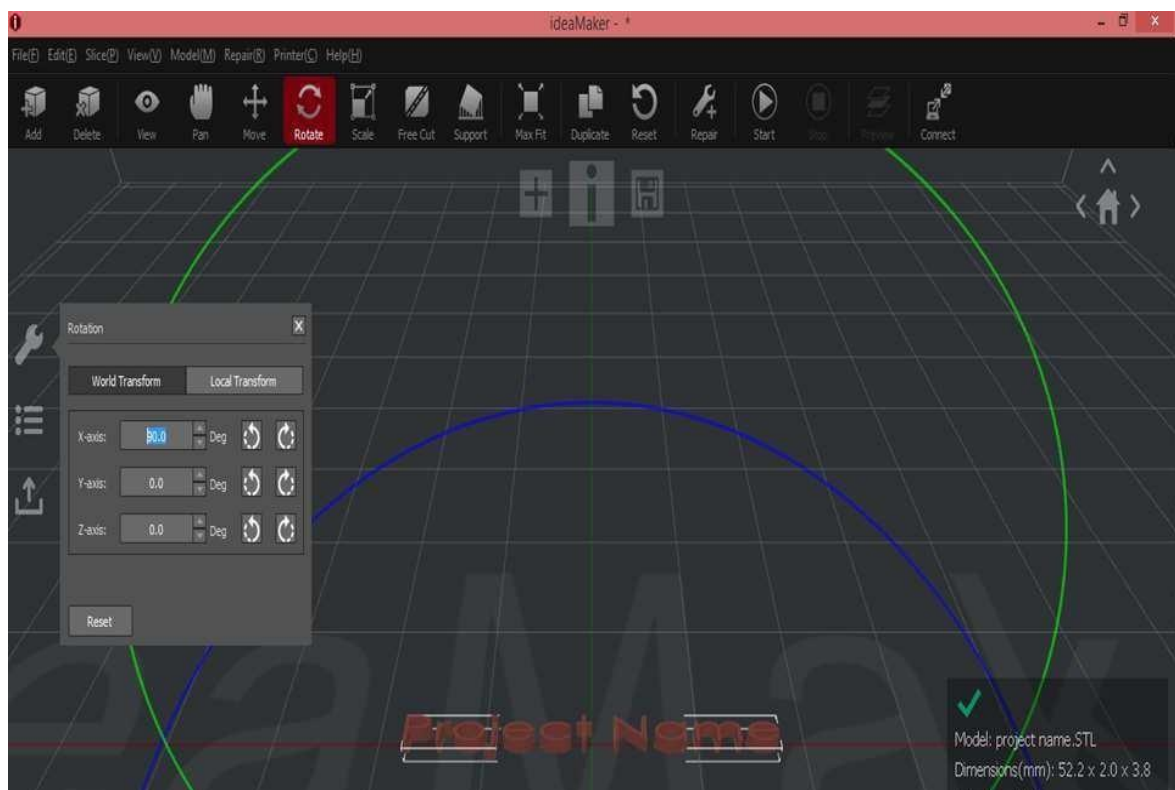 ideaMaker - *
File(F) Edit(E) Slice(P) View(V) Model(M) Repair(R) Printer(C) Help(H)
Add Delete View Pan Move Rotate Scale Free Cut Support Max Fit Duplicate Reset Repair Start Stop Preview Connect
Rotation
World Transform Local Transform
X-axis: 90.0 Deg
Y-axis: 0.0 Deg
Z-axis: 0.0 Deg
Reset
Project Name
Model: project name.STL
Dimensions(mm): 52.2 x 2.0 x 3.8